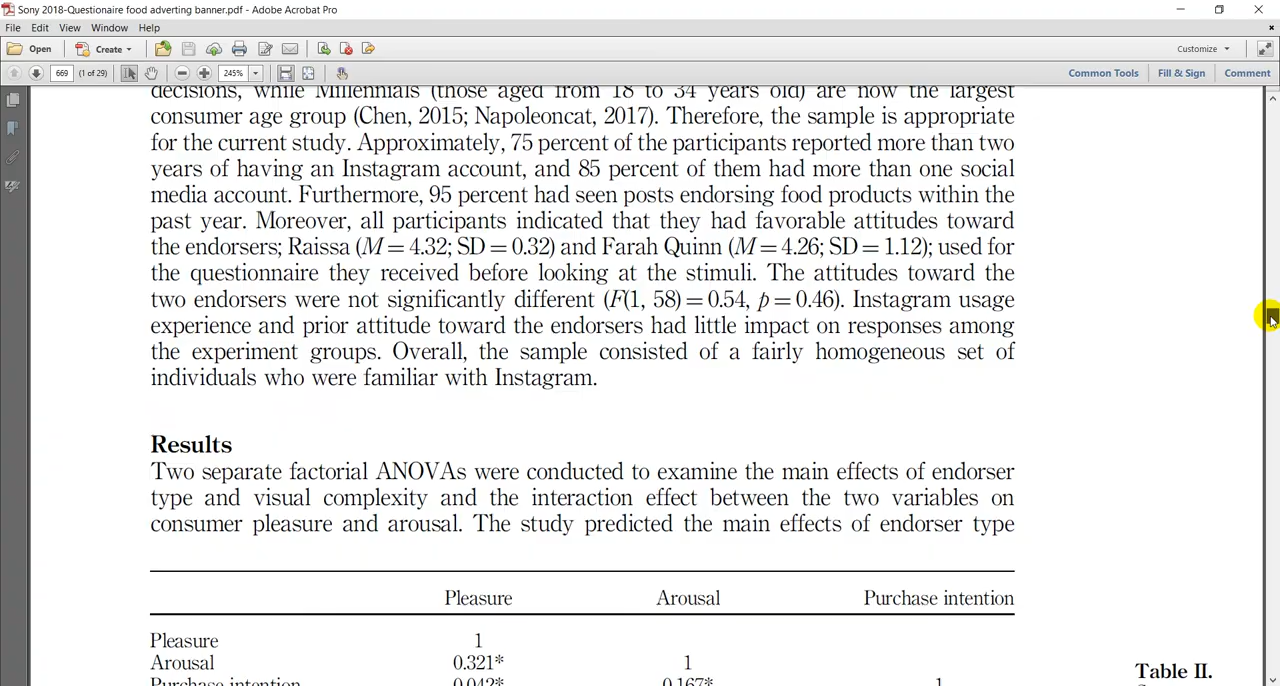 Sony 2018-Questionaire food adverting banner.pdf - Adobe Acrobat Pro
File Edit View Window Help
Open Create Customize
669 (1 of 29) 245% Common Tools Fill & Sign Comment
decisions, while Millennials (those aged from 18 to 34 years old) are now the largest
consumer age group (Chen, 2015; Napoleoncat, 2017). Therefore, the sample is appropriate
for the current study. Approximately, 75 percent of the participants reported more than two
years of having an Instagram account, and 85 percent of them had more than one social
media account. Furthermore, 95 percent had seen posts endorsing food products within the
past year. Moreover, all participants indicated that they had favorable attitudes toward
the endorsers; Raissa (M = 4.32; SD = 0.32) and Farah Quinn (M = 4.26; SD = 1.12); used for
the questionnaire they received before looking at the stimuli. The attitudes toward the
two endorsers were not significantly different (F(1, 58) = 0.54, p = 0.46). Instagram usage
experience and prior attitude toward the endorsers had little impact on responses among
the experiment groups. Overall, the sample consisted of a fairly homogeneous set of
individuals who were familiar with Instagram.
Results
Two separate factorial ANOVAs were conducted to examine the main effects of endorser
type and visual complexity and the interaction effect between the two variables on
consumer pleasure and arousal. The study predicted the main effects of endorser type
Pleasure Arousal Purchase intention
Pleasure 1
Arousal 0.321* 1
Purchase intention 0.042* 0.167* 1
Table II.